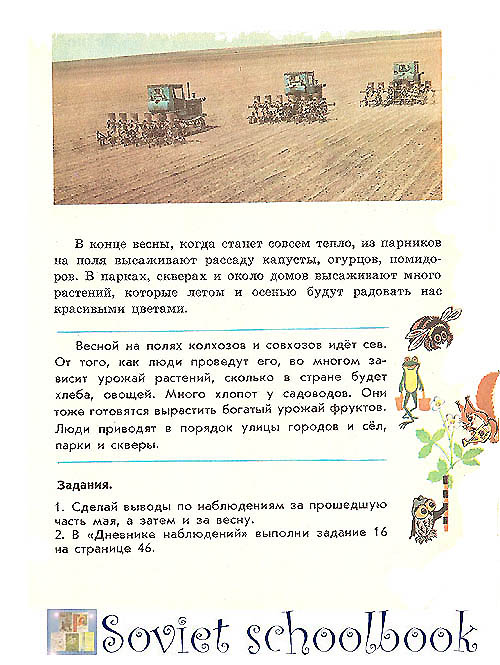 В конце весны, когда станет совсем тепло, из парников
на поля высаживают рассаду капусты, огурцов, помидо-
ров. В парках, скверах и около домов высаживают много
растений, которые летом и осенью будут радовать нас
красивыми цветами.
Весной на полях колхозов и совхозов идёт сев.
От того, как люди проведут его, во многом за-
висит урожай растений, сколько в стране будет
хлеба, овощей. Много хлопот у садоводов. Они
тоже готовятся вырастить богатый урожай фруктов.
Люди приводят в порядок улицы городов и сёл,
парки и скверы.
Задания.
1. Сделай выводы по наблюдениям за прошедшую
часть мая, а затем и за весну.
2. В «Дневнике наблюдений» выполни задание 16
на странице 46.
Soviet schoolbook